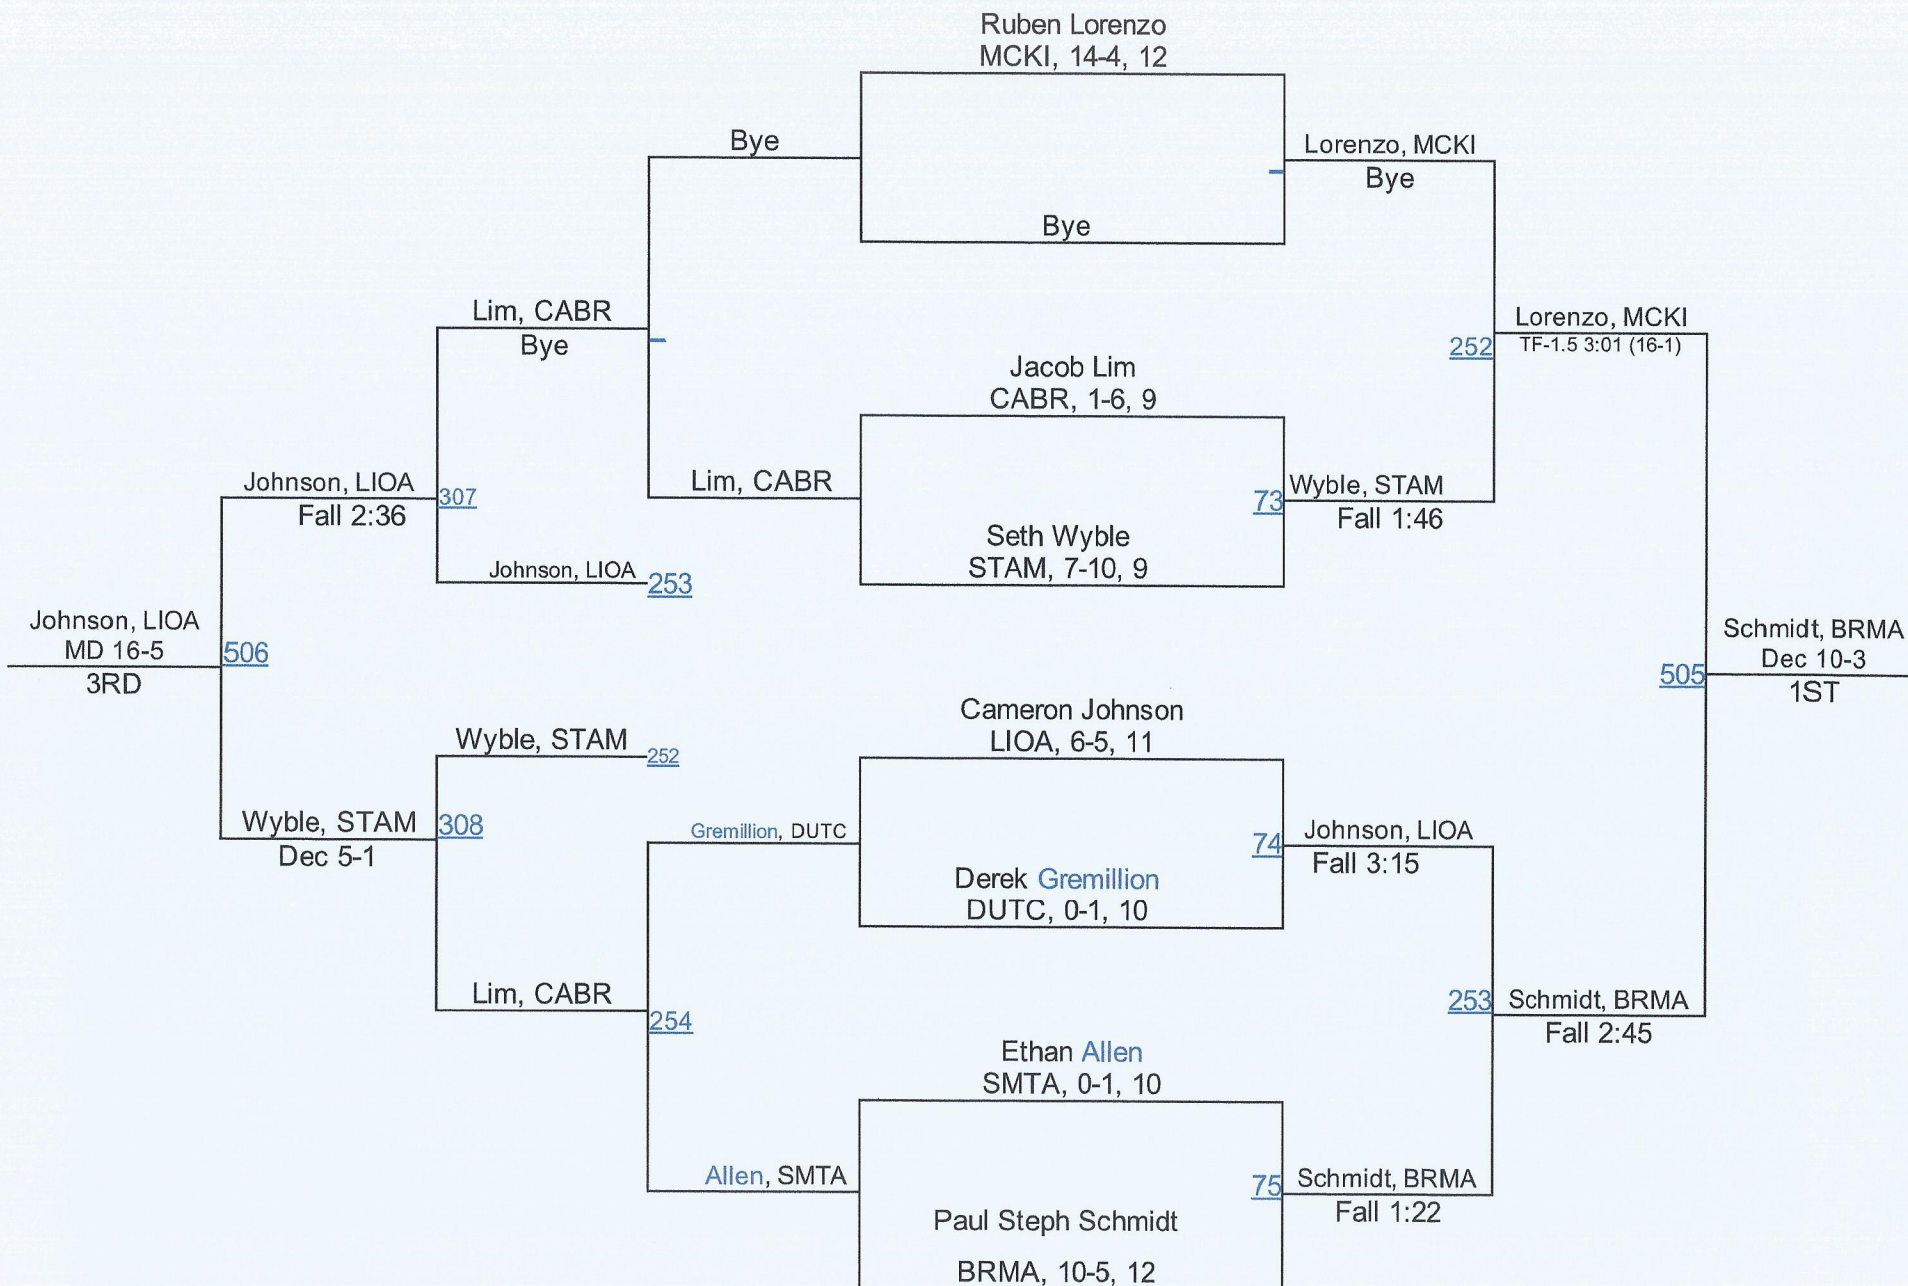 Ruben Lorenzo
MCKI, 14-4, 12
Bye
Lorenzo, MCKI
Bye
Bye
Lim, CABR
Bye
Lorenzo, MCKI
252
TF-1.5 3:01 (16-1)
Jacob Lim
CABR, 1-6, 9
Johnson, LIOA
307
Fall 2:36
Lim, CABR
73
Wyble, STAM
Fall 1:46
Seth Wyble
STAM, 7-10, 9
Johnson, LIOA
253
Johnson, LIOA
MD 16-5
506
3RD
Schmidt, BRMA
Dec 10-3
505
1ST
Cameron Johnson
LIOA, 6-5, 11
Wyble, STAM
252
Wyble, STAM
308
Dec 5-1
Gremillion, DUTC
74
Johnson, LIOA
Fall 3:15
Derek Gremillion
DUTC, 0-1, 10
Lim, CABR
254
253
Schmidt, BRMA
Fall 2:45
Ethan Allen
SMTA, 0-1, 10
Allen, SMTA
75
Schmidt, BRMA
Fall 1:22
Paul Steph Schmidt
BRMA, 10-5, 12